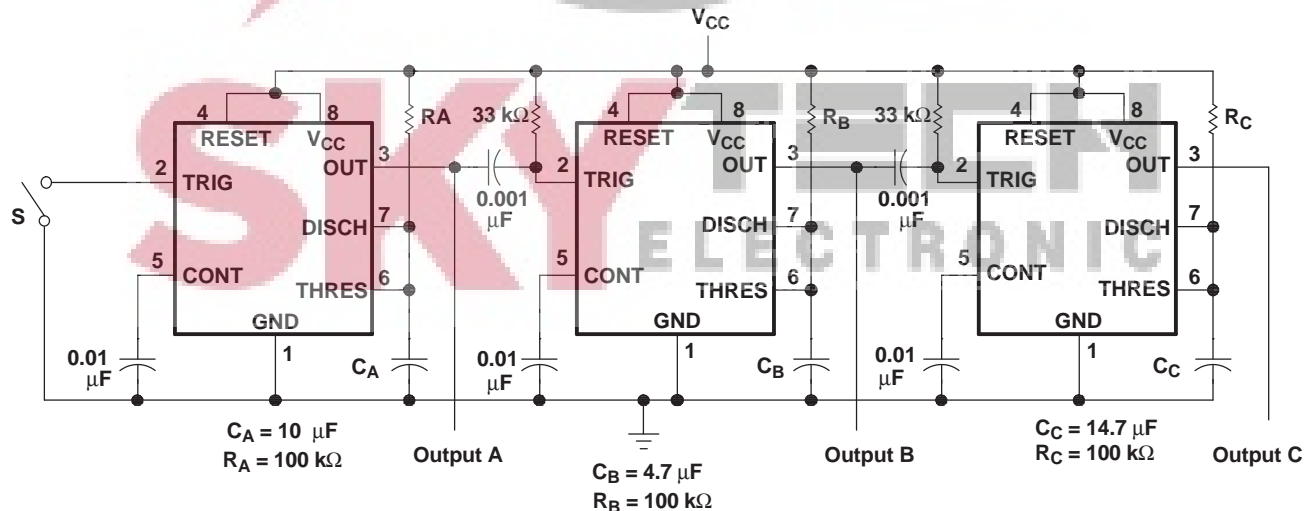 VCC
SKY TECH
ELECTRONIC
4
8
RESET
VCC
RA
33 kΩ
3
OUT
2
TRIG
S
0.001
μF
DISCH
7
5
CONT
THRES
6
GND
1
0.01
μF
CA
CA = 10 μF
RA = 100 kΩ
Output A
4
8
RESET
VCC
RB
33 kΩ
3
OUT
2
TRIG
0.001
μF
DISCH
7
5
CONT
THRES
6
GND
1
0.01
μF
CB
CB = 4.7 μF
RB = 100 kΩ
Output B
4
8
RESET
VCC
RC
3
OUT
2
TRIG
DISCH
7
5
CONT
THRES
6
GND
1
0.01
μF
CC
CC = 14.7 μF
RC = 100 kΩ
Output C